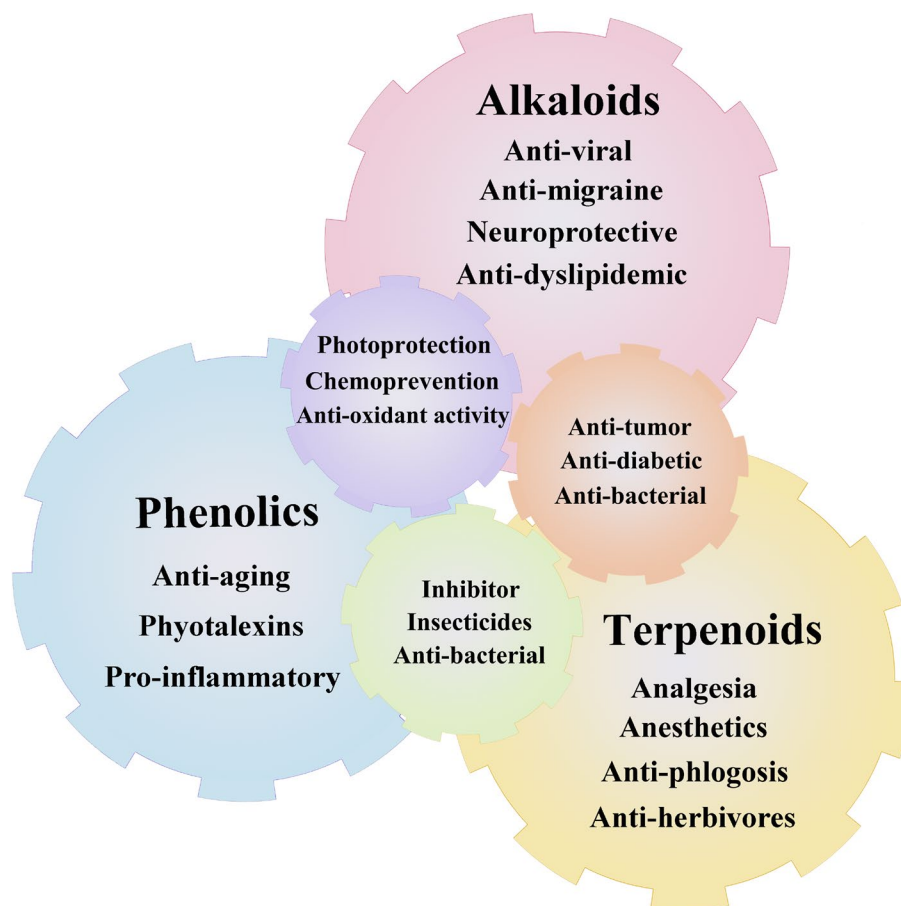 Alkaloids
Anti-viral
Anti-migraine
Neuroprotective
Anti-dyslipidemic
Photoprotection
Chemoprevention
Anti-oxidant activity
Anti-tumor
Anti-diabetic
Anti-bacterial
Phenolics
Anti-aging
Phyotalexins
Pro-inflammatory
Inhibitor
Insecticides
Anti-bacterial
Terpenoids
Analgesia
Anesthetics
Anti-phlogosis
Anti-herbivores